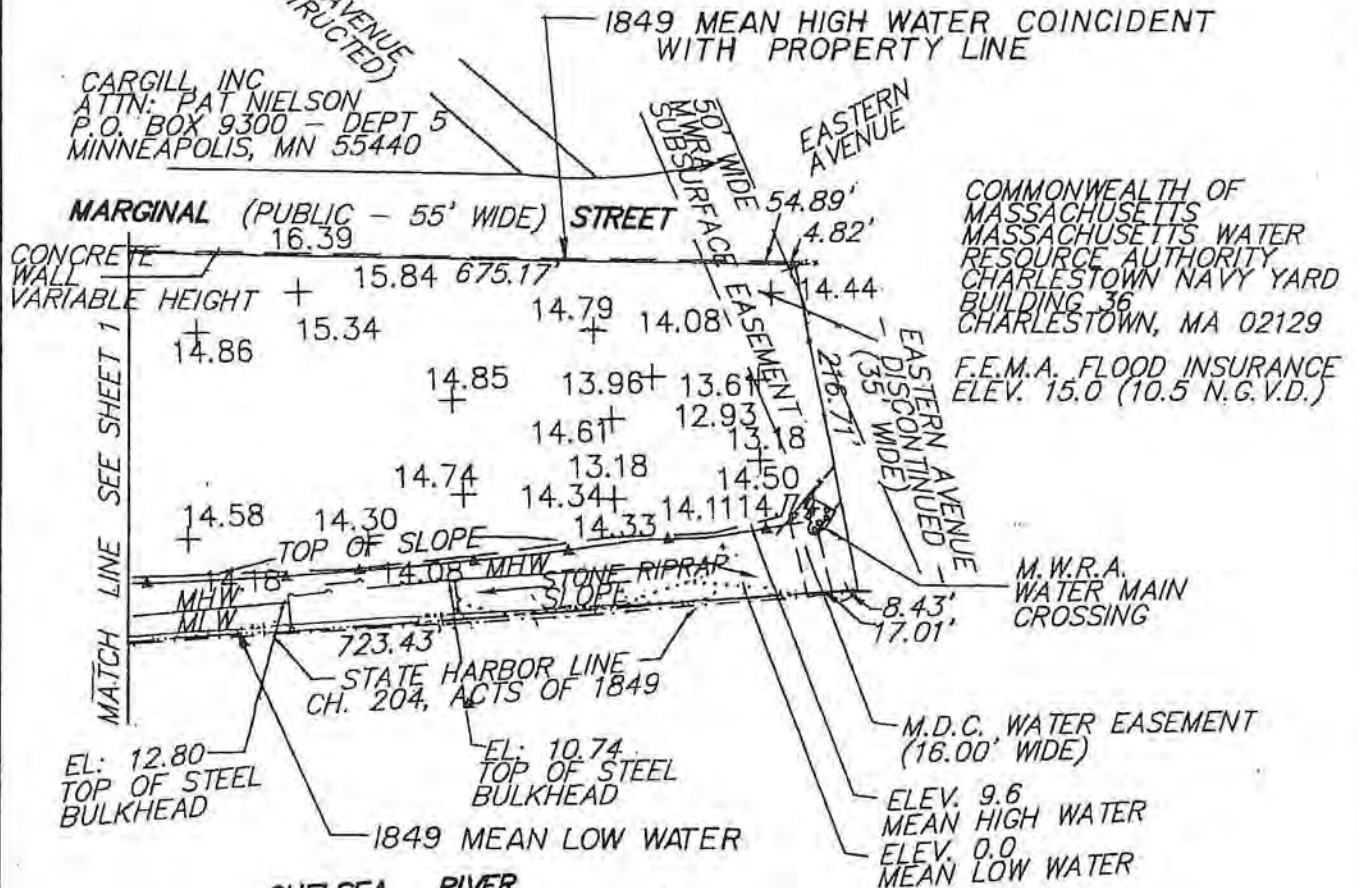 AVENUE
TRUCTED)
1849 MEAN HIGH WATER COINCIDENT
WITH PROPERTY LINE
CARGILL, INC
ATTN: PAT NIELSON
P.O. BOX 9300 - DEPT 5
MINNEAPOLIS, MN 55440
50' WIDE
MWRA
SUBSURFACE EASEMENT
EASTERN
AVENUE
54.89'
4.82'
MARGINAL (PUBLIC - 55' WIDE) STREET
COMMONWEALTH OF
MASSACHUSETTS
MASSACHUSETTS WATER
RESOURCE AUTHORITY
CHARLESTOWN NAVY YARD
BUILDING 36
CHARLESTOWN, MA 02129
F.E.M.A. FLOOD INSURANCE
ELEV. 15.0 (10.5 N.G.V.D.)
CONCRETE
WALL
VARIABLE HEIGHT
16.39
15.84 675.17'
14.44
14.79
14.08
15.34
14.86
14.85
13.96
13.61
12.93
14.61
13.18
216.71'
EASTERN AVENUE
DISCONTINUED
(35' WIDE)
13.18
14.74
14.50
14.34
14.58
14.30
14.33
14.11
MATCH LINE SEE SHEET 1
TOP OF SLOPE
14.18
14.08
MHW
STONE RIPRAP
SLOPE
MHW
MLW
723.43'
8.43'
17.01'
M.W.R.A.
WATER MAIN
CROSSING
STATE HARBOR LINE
CH. 204, ACTS OF 1849
M.D.C. WATER EASEMENT
(16.00' WIDE)
EL: 12.80
TOP OF STEEL
BULKHEAD
EL: 10.74
TOP OF STEEL
BULKHEAD
ELEV. 9.6
MEAN HIGH WATER
1849 MEAN LOW WATER
ELEV. 0.0
MEAN LOW WATER
CHELSEA RIVER